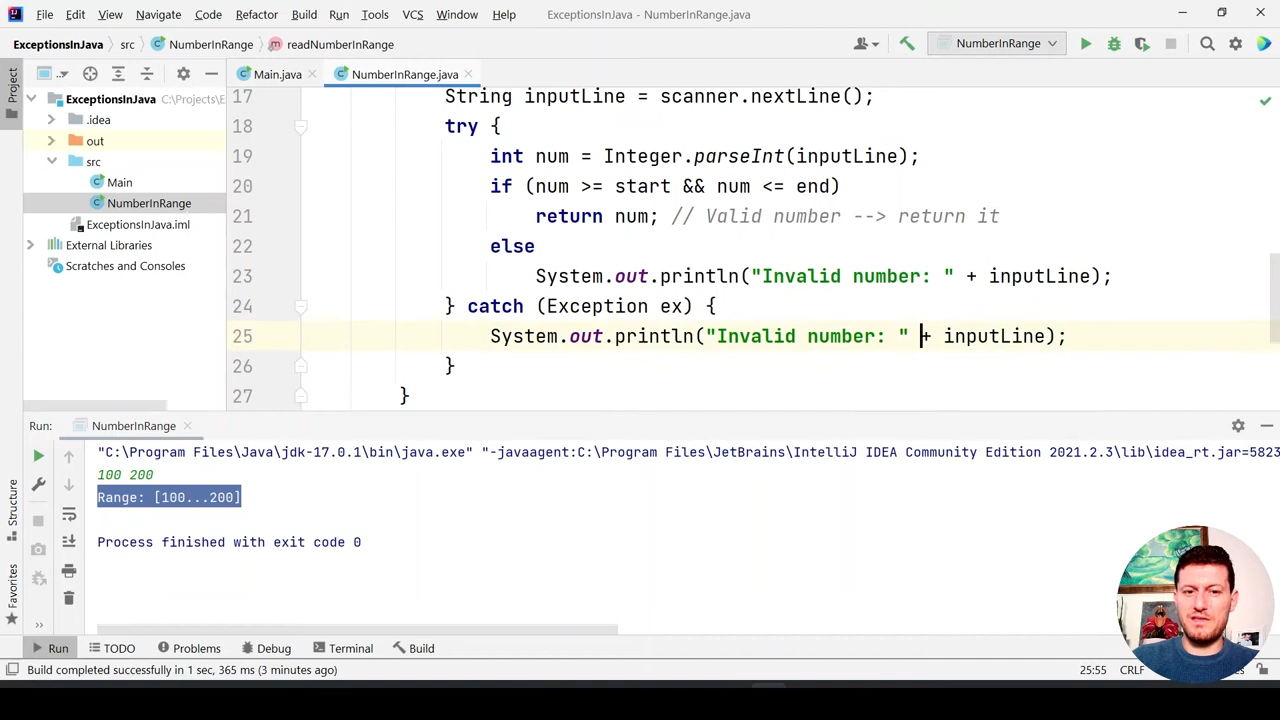 File Edit View Navigate Code Refactor Build Run Tools VCS Window Help ExceptionsInJava - NumberInRange.java
ExceptionsInJava src NumberInRange readNumberInRange NumberInRange
Project
Main.java NumberInRange.java
ExceptionsInJava C:\Projects\E
.idea
out
src
Main
NumberInRange
ExceptionsInJava.iml
External Libraries
Scratches and Consoles
17 String inputLine = scanner.nextLine();
18 try {
19 int num = Integer.parseInt(inputLine);
20 if (num >= start && num <= end)
21 return num; // Valid number --> return it
22 else
23 System.out.println("Invalid number: " + inputLine);
24 } catch (Exception ex) {
25 System.out.println("Invalid number: " + inputLine);
26 }
27 }
Run: NumberInRange
"C:\Program Files\Java\jdk-17.0.1\bin\java.exe" "-javaagent:C:\Program Files\JetBrains\IntelliJ IDEA Community Edition 2021.2.3\lib\idea_rt.jar=5823
100 200
Range: [100...200]
Process finished with exit code 0
Structure
Favorites
Run TODO Problems Debug Terminal Build
Build completed successfully in 1 sec, 365 ms (3 minutes ago) 25:55 CRLF